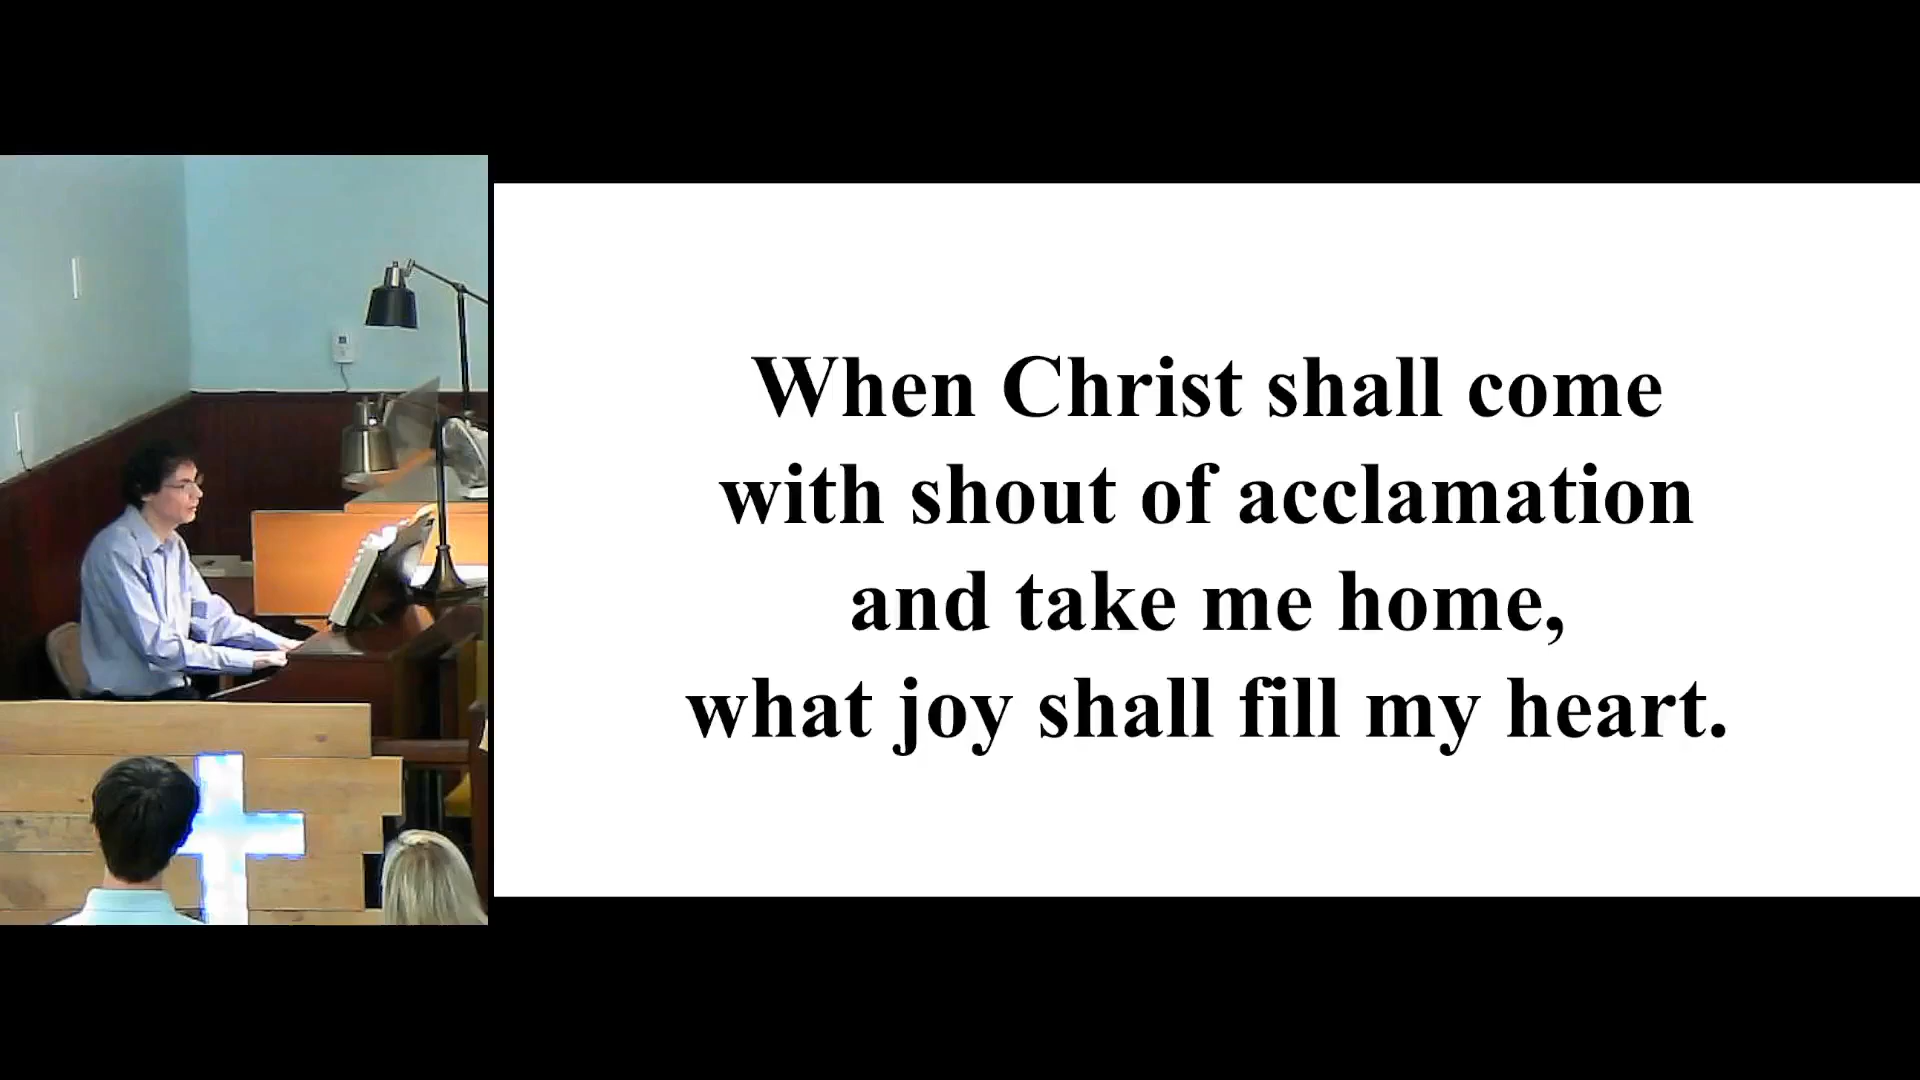 When Christ shall come
with shout of acclamation
and take me home,
what joy shall fill my heart.